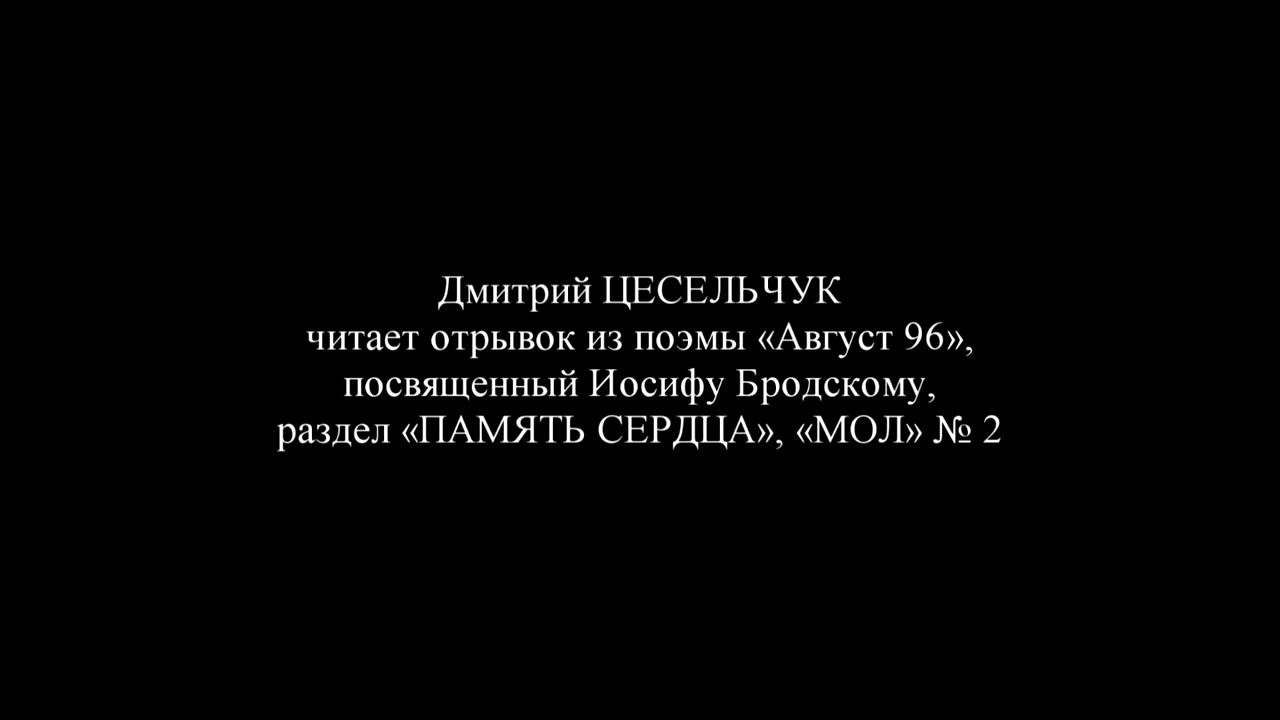 Дмитрий ЦЕСЕЛЬЧУК
читает отрывок из поэмы «Август 96»,
посвященный Иосифу Бродскому,
раздел «ПАМЯТЬ СЕРДЦА», «МОЛ» № 2